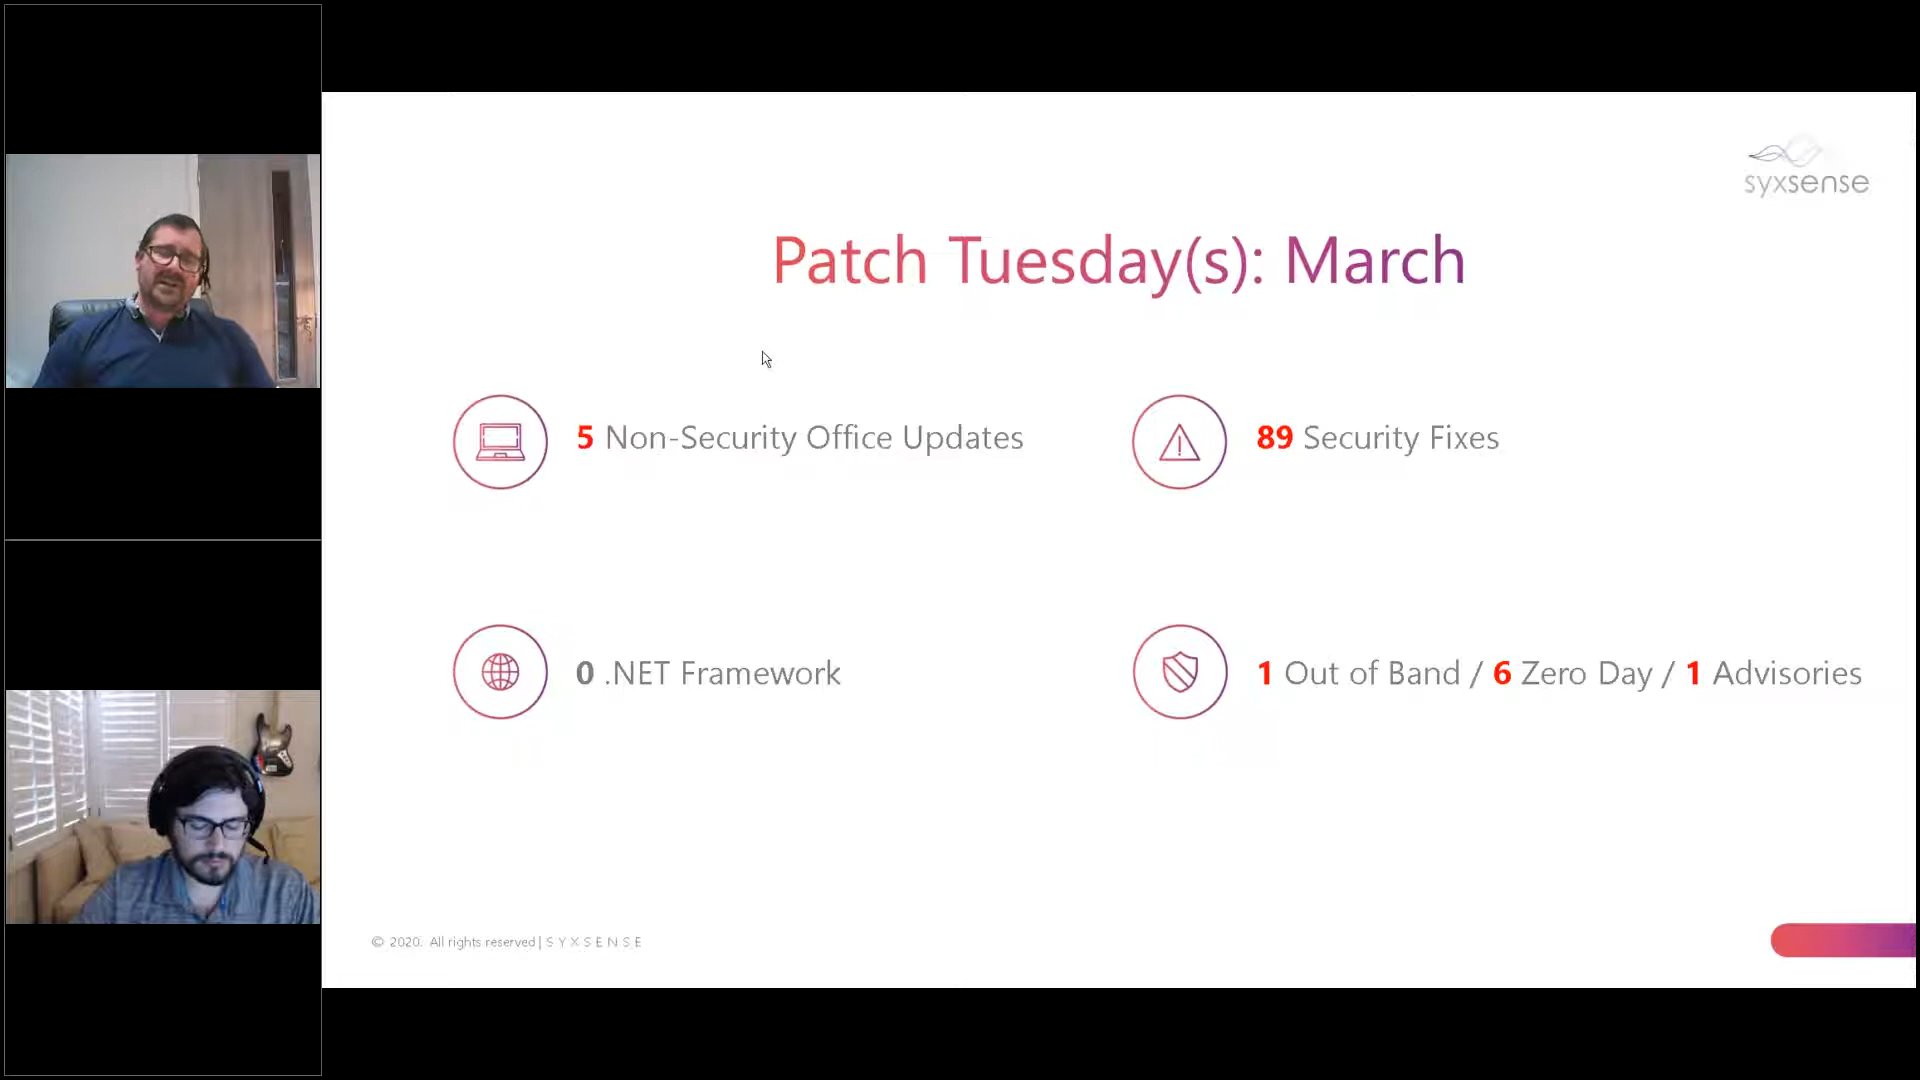 syxsense
Patch Tuesday(s): March
5 Non-Security Office Updates
89 Security Fixes
0 .NET Framework
1 Out of Band / 6 Zero Day / 1 Advisories
© 2020. All rights reserved | SYXSENSE